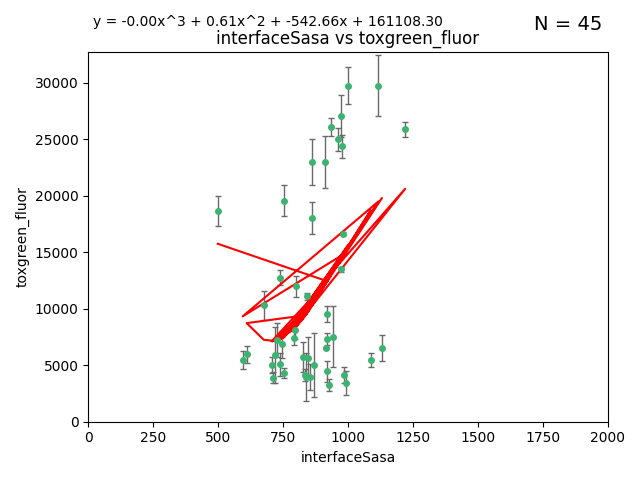 y = -0.00x^3 + 0.61x^2 + -542.66x + 161108.30
N = 45
interfaceSasa vs toxgreen_fluor
30000
25000
20000
15000
10000
5000
0
toxgreen_fluor
0 250 500 750 1000 1250 1500 1750 2000
interfaceSasa